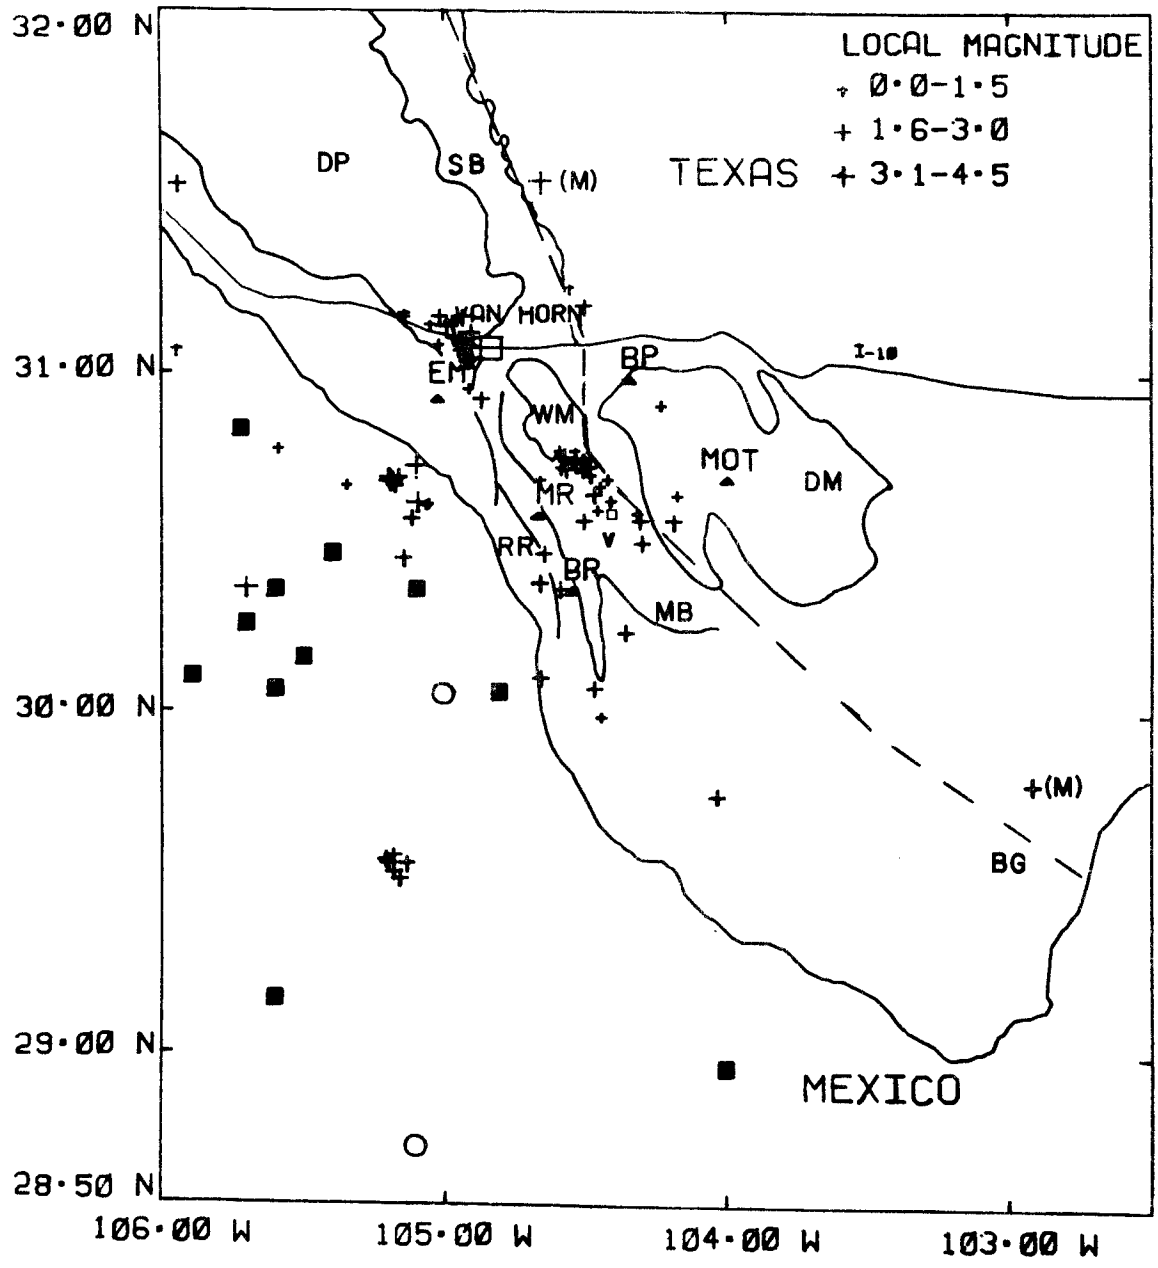 32·00 N
LOCAL MAGNITUDE
0·0-1·5
1·6-3·0
TEXAS
3·1-4·5
DP
SB
(M)
VAN HORN
31·00 N
EM
BP
I-10
WM
MOT
DM
MR
V
RR
BR
MB
30·00 N
(M)
BG
29·00 N
MEXICO
28·50 N
106·00 W
105·00 W
104·00 W
103·00 W